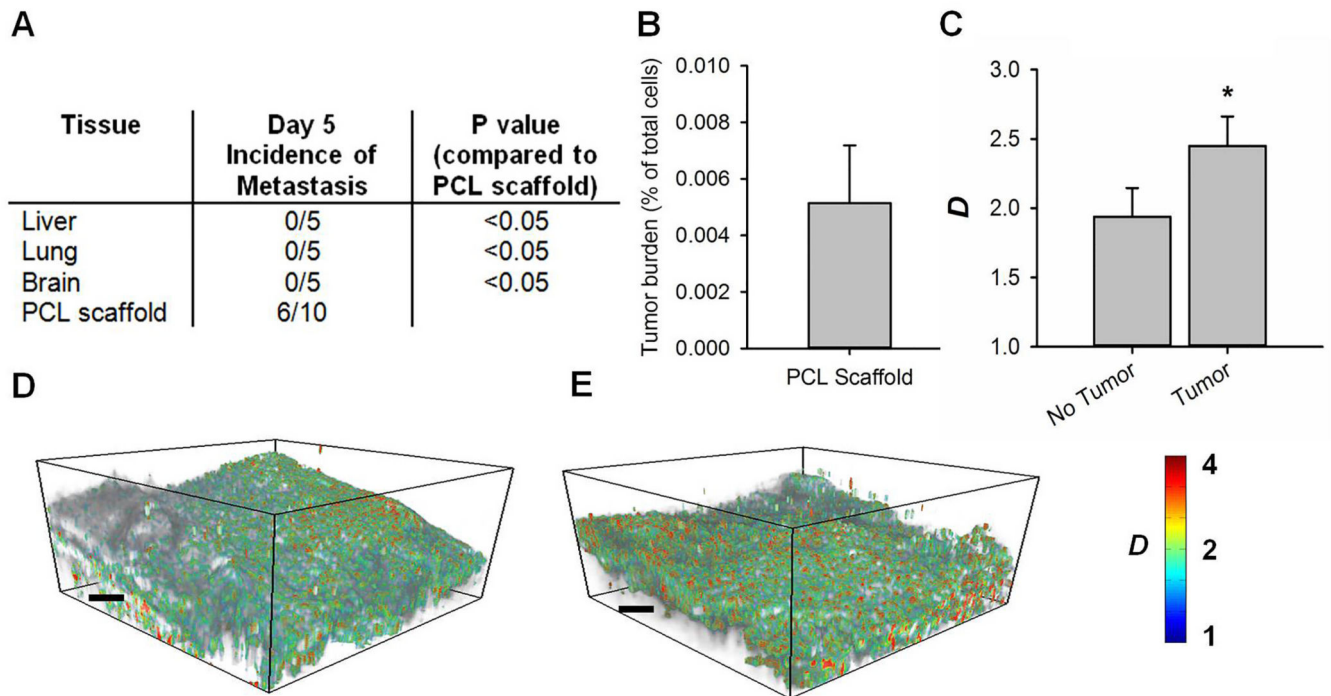 A
Tissue
Day 5
Incidence of
Metastasis
P value
(compared to
PCL scaffold)
Liver 0/5 <0.05
Lung 0/5 <0.05
Brain 0/5 <0.05
PCL scaffold 6/10
B
Tumor burden (% of total cells)
0.010
0.008
0.006
0.004
0.002
0.000
PCL Scaffold
C
D
3.0
2.5
2.0
1.5
1.0
*
No Tumor
Tumor
D
E
D
4
2
1